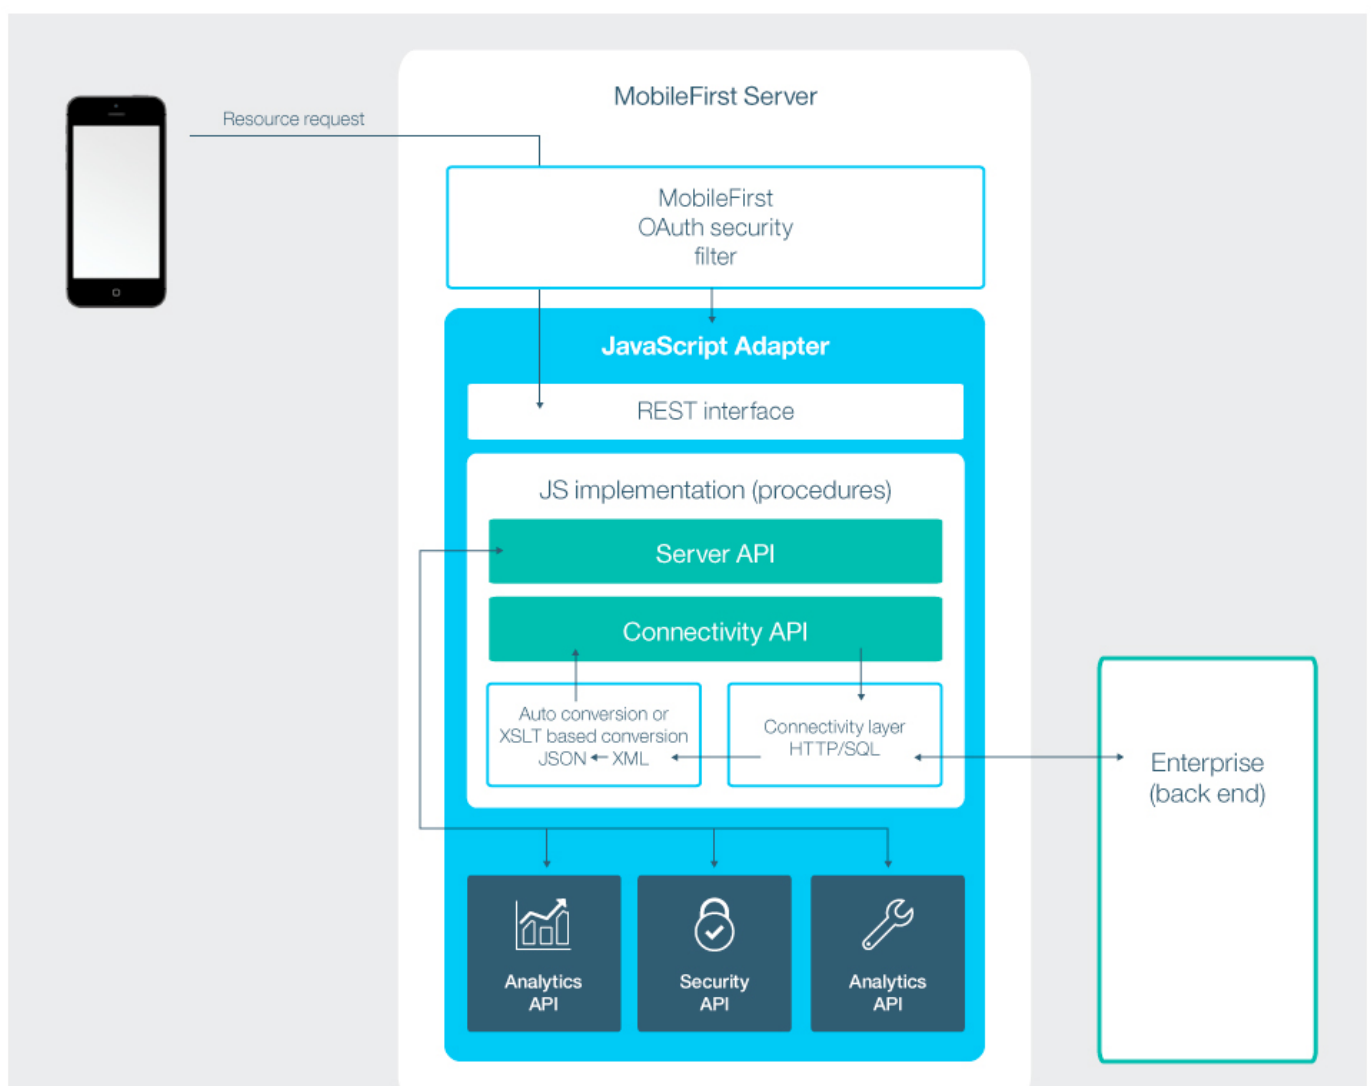 MobileFirst Server
Resource request
MobileFirst
OAuth security
filter
JavaScript Adapter
REST interface
JS implementation (procedures)
Server API
Connectivity API
Auto conversion or
XSLT based conversion
JSON ← XML
Connectivity layer
HTTP/SQL
Enterprise
(back end)
Analytics
API
Security
API
Analytics
API